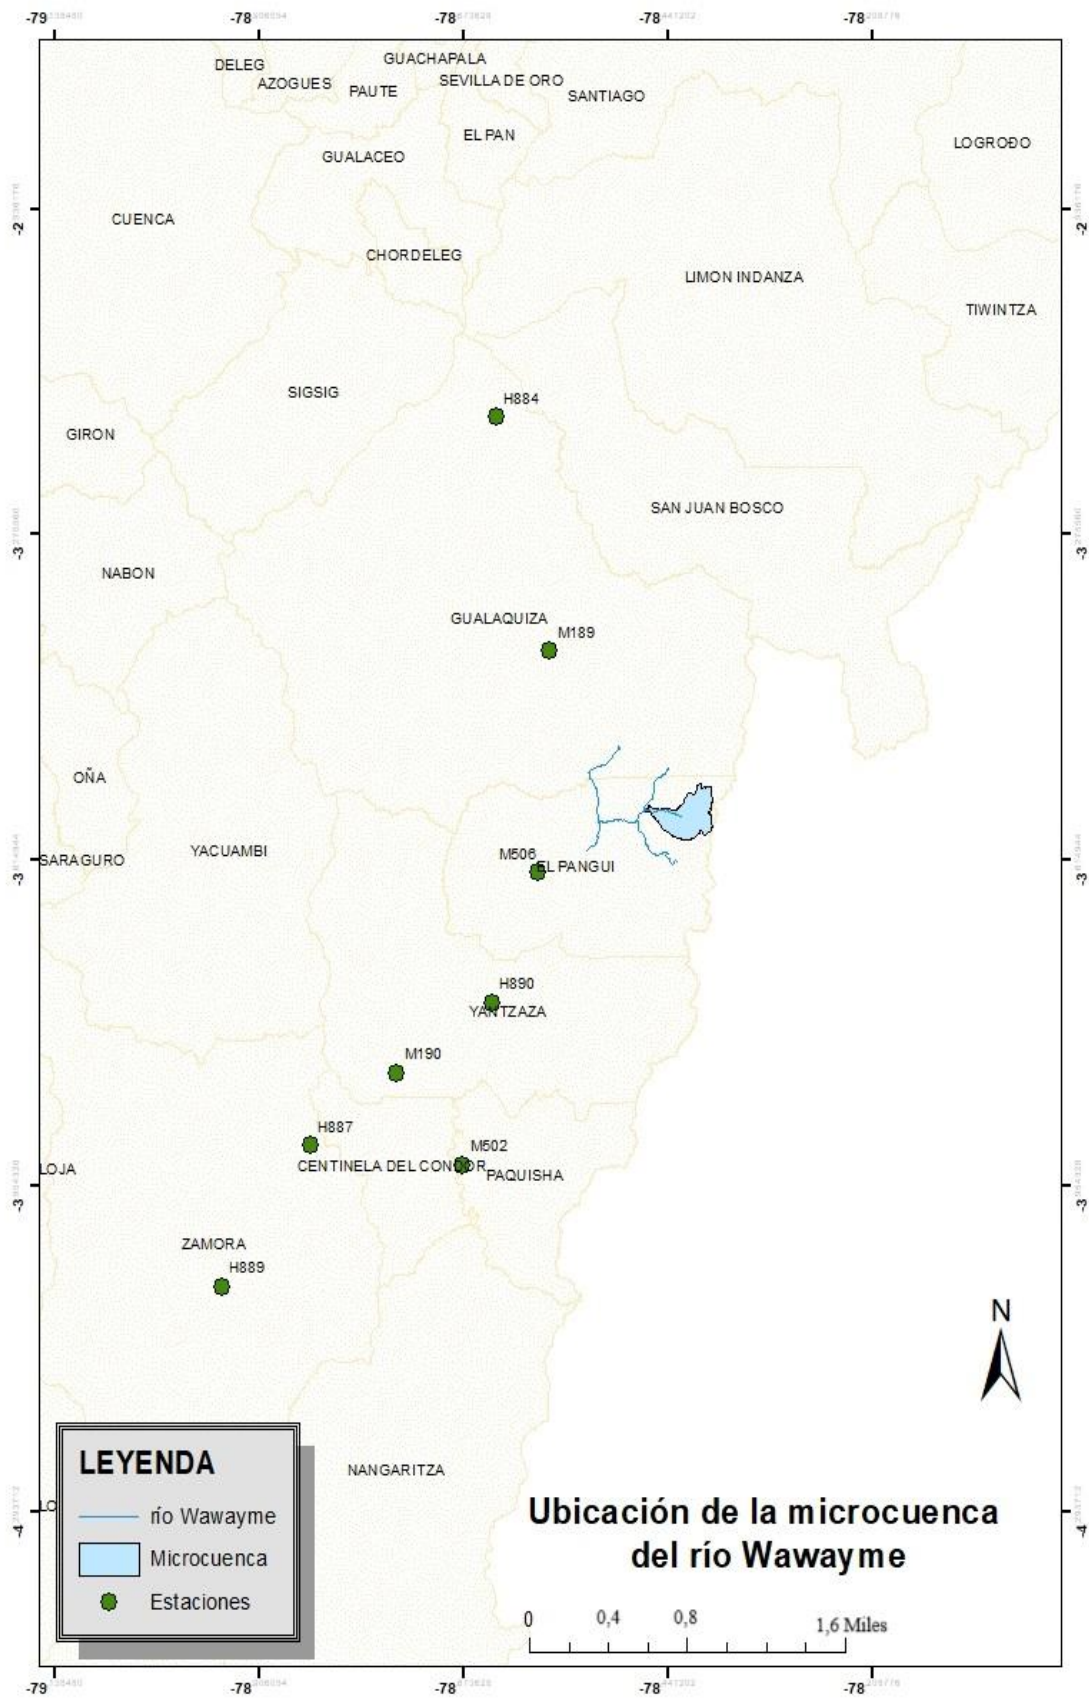 -79 -78 -78 -78 -78
DELEG
GUACHAPALA
AZOGUES
PAUTE
SEVILLA DE ORO
SANTIAGO
EL PAN
LOGROÐO
GUALACEO
-2
-2
CUENCA
CHORDELEG
LIMON INDANZA
TIWINTZA
SIGSIG
H884
GIRON
SAN JUAN BOSCO
-3
-3
NABON
GUALAQUIZA
M189
OÑA
SARAGURO
YACUAMBI
M506
EL PANGUI
-3
-3
H890
YANTZAZA
M190
H887
M502
LOJA
CENTINELA DEL CONDOR
PAQUISHA
-3
-3
ZAMORA
H889
N
LEYENDA
río Wawayme
Microcuenca
Estaciones
LO
NANGARITZA
-4
-4
Ubicación de la microcuenca
del río Wawayme
0 0,4 0,8 1,6 Miles
-79 -78 -78 -78 -78